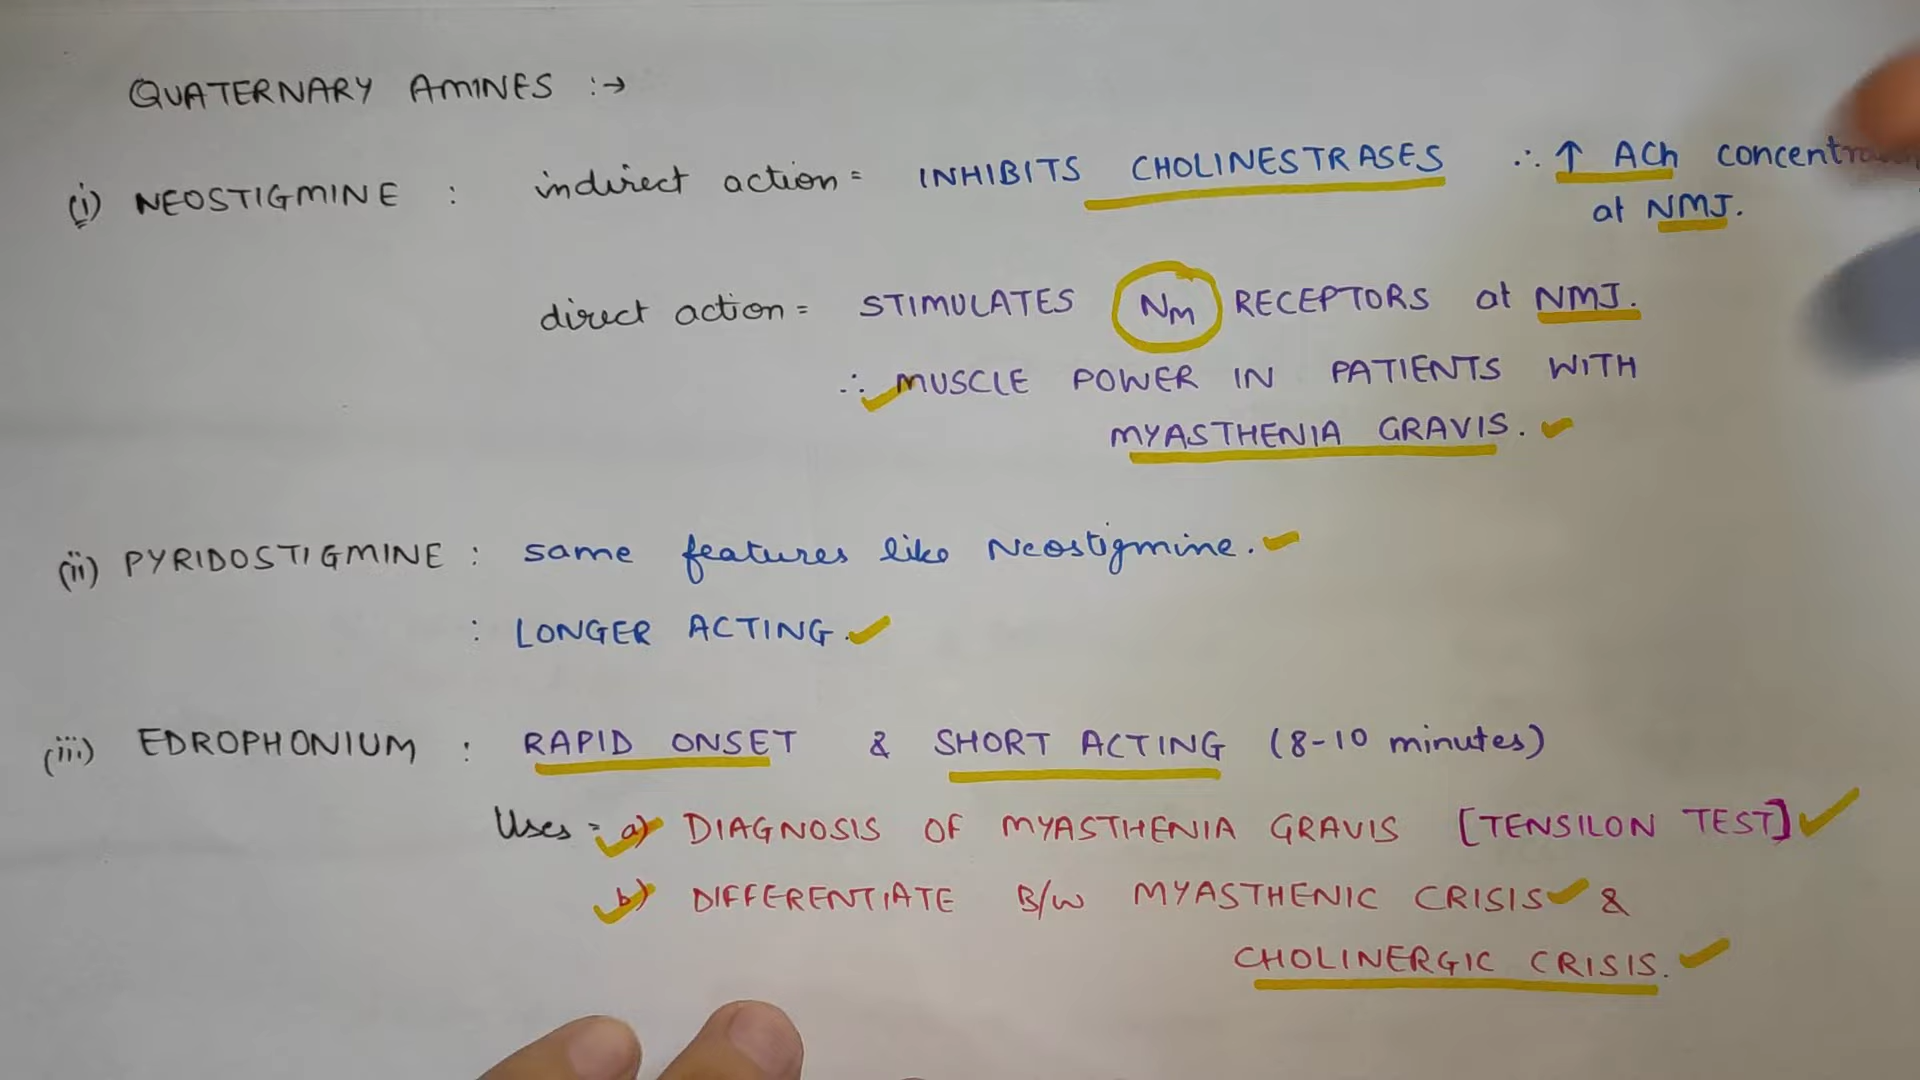 QUATERNARY AMINES :→
(i) NEOSTIGMINE : indirect action = INHIBITS CHOLINESTRASES ∴ ↑ ACh
at NMJ.
direct action = STIMULATES NM RECEPTORS at NMJ.
∴ MUSCLE POWER IN PATIENTS WITH
MYASTHENIA GRAVIS.
(ii) PYRIDOSTIGMINE : same features like Neostigmine.
: LONGER ACTING.
(iii) EDROPHONIUM : RAPID ONSET & SHORT ACTING (8-10 minutes)
Uses = a) DIAGNOSIS OF MYASTHENIA GRAVIS [TENSILON TEST]
b) DIFFERENTIATE B/W MYASTHENIC CRISIS &
CHOLINERGIC CRISIS.